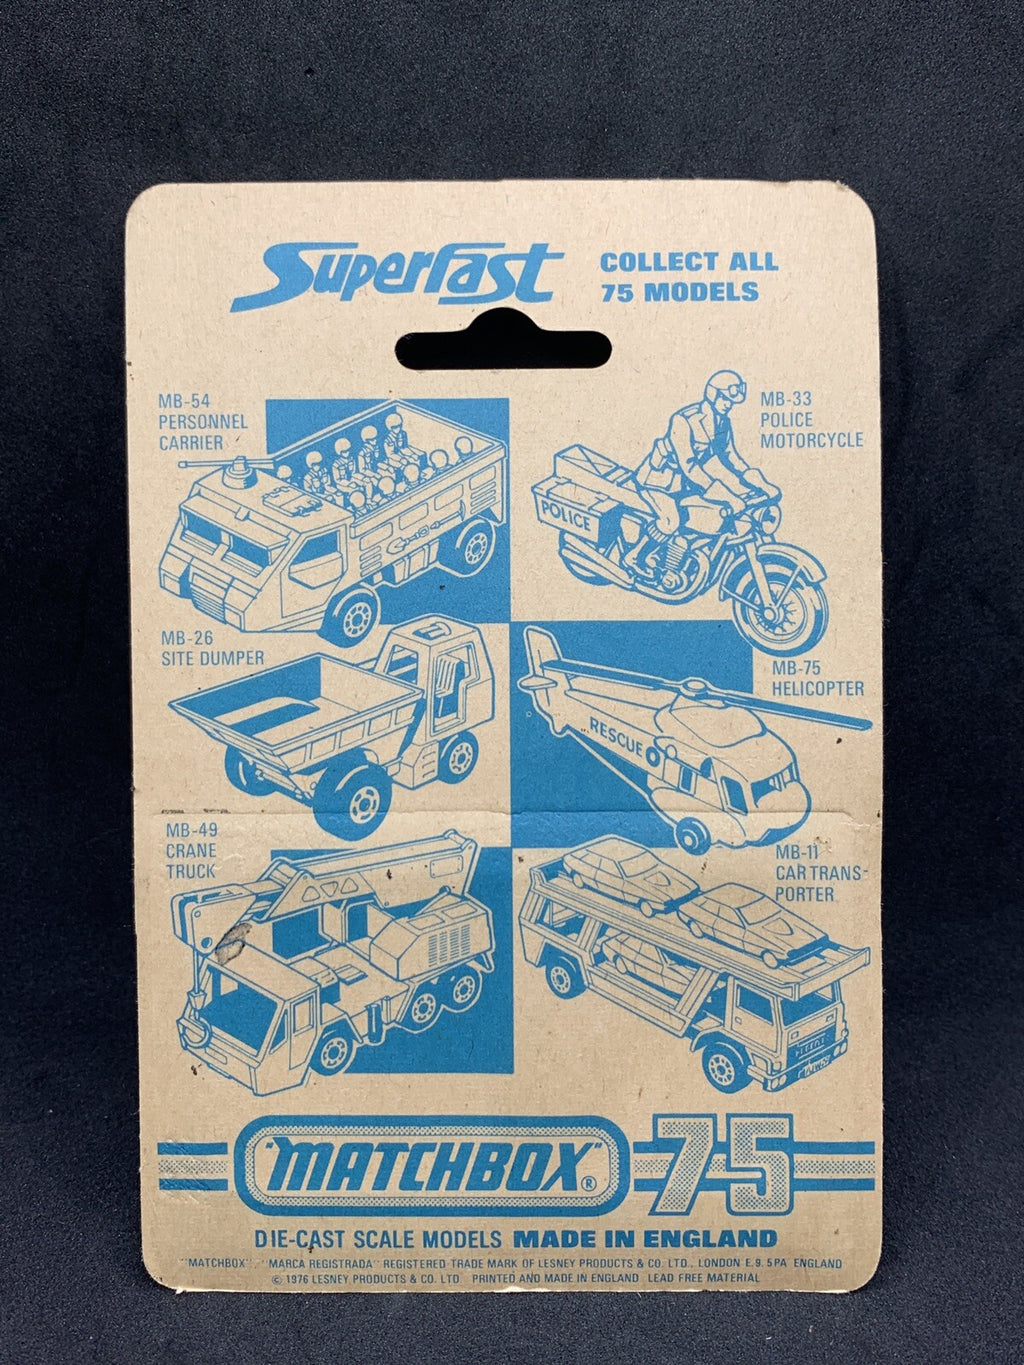 Superfast
COLLECT ALL
75 MODELS
MB-54
PERSONNEL
CARRIER
MB-33
POLICE
MOTORCYCLE
POLICE
MB-26
SITE DUMPER
MB-75
HELICOPTER
RESCUE
MB-49
CRANE
TRUCK
MB-11
CAR TRANS-
PORTER
"MATCHBOX"® 75
DIE-CAST SCALE MODELS MADE IN ENGLAND
"MATCHBOX", "MARCA REGISTRADA" REGISTERED TRADE MARK OF LESNEY PRODUCTS & CO. LTD., LONDON E.9. 5PA ENGLAND
© 1976 LESNEY PRODUCTS & CO. LTD PRINTED AND MADE IN ENGLAND LEAD FREE MATERIAL